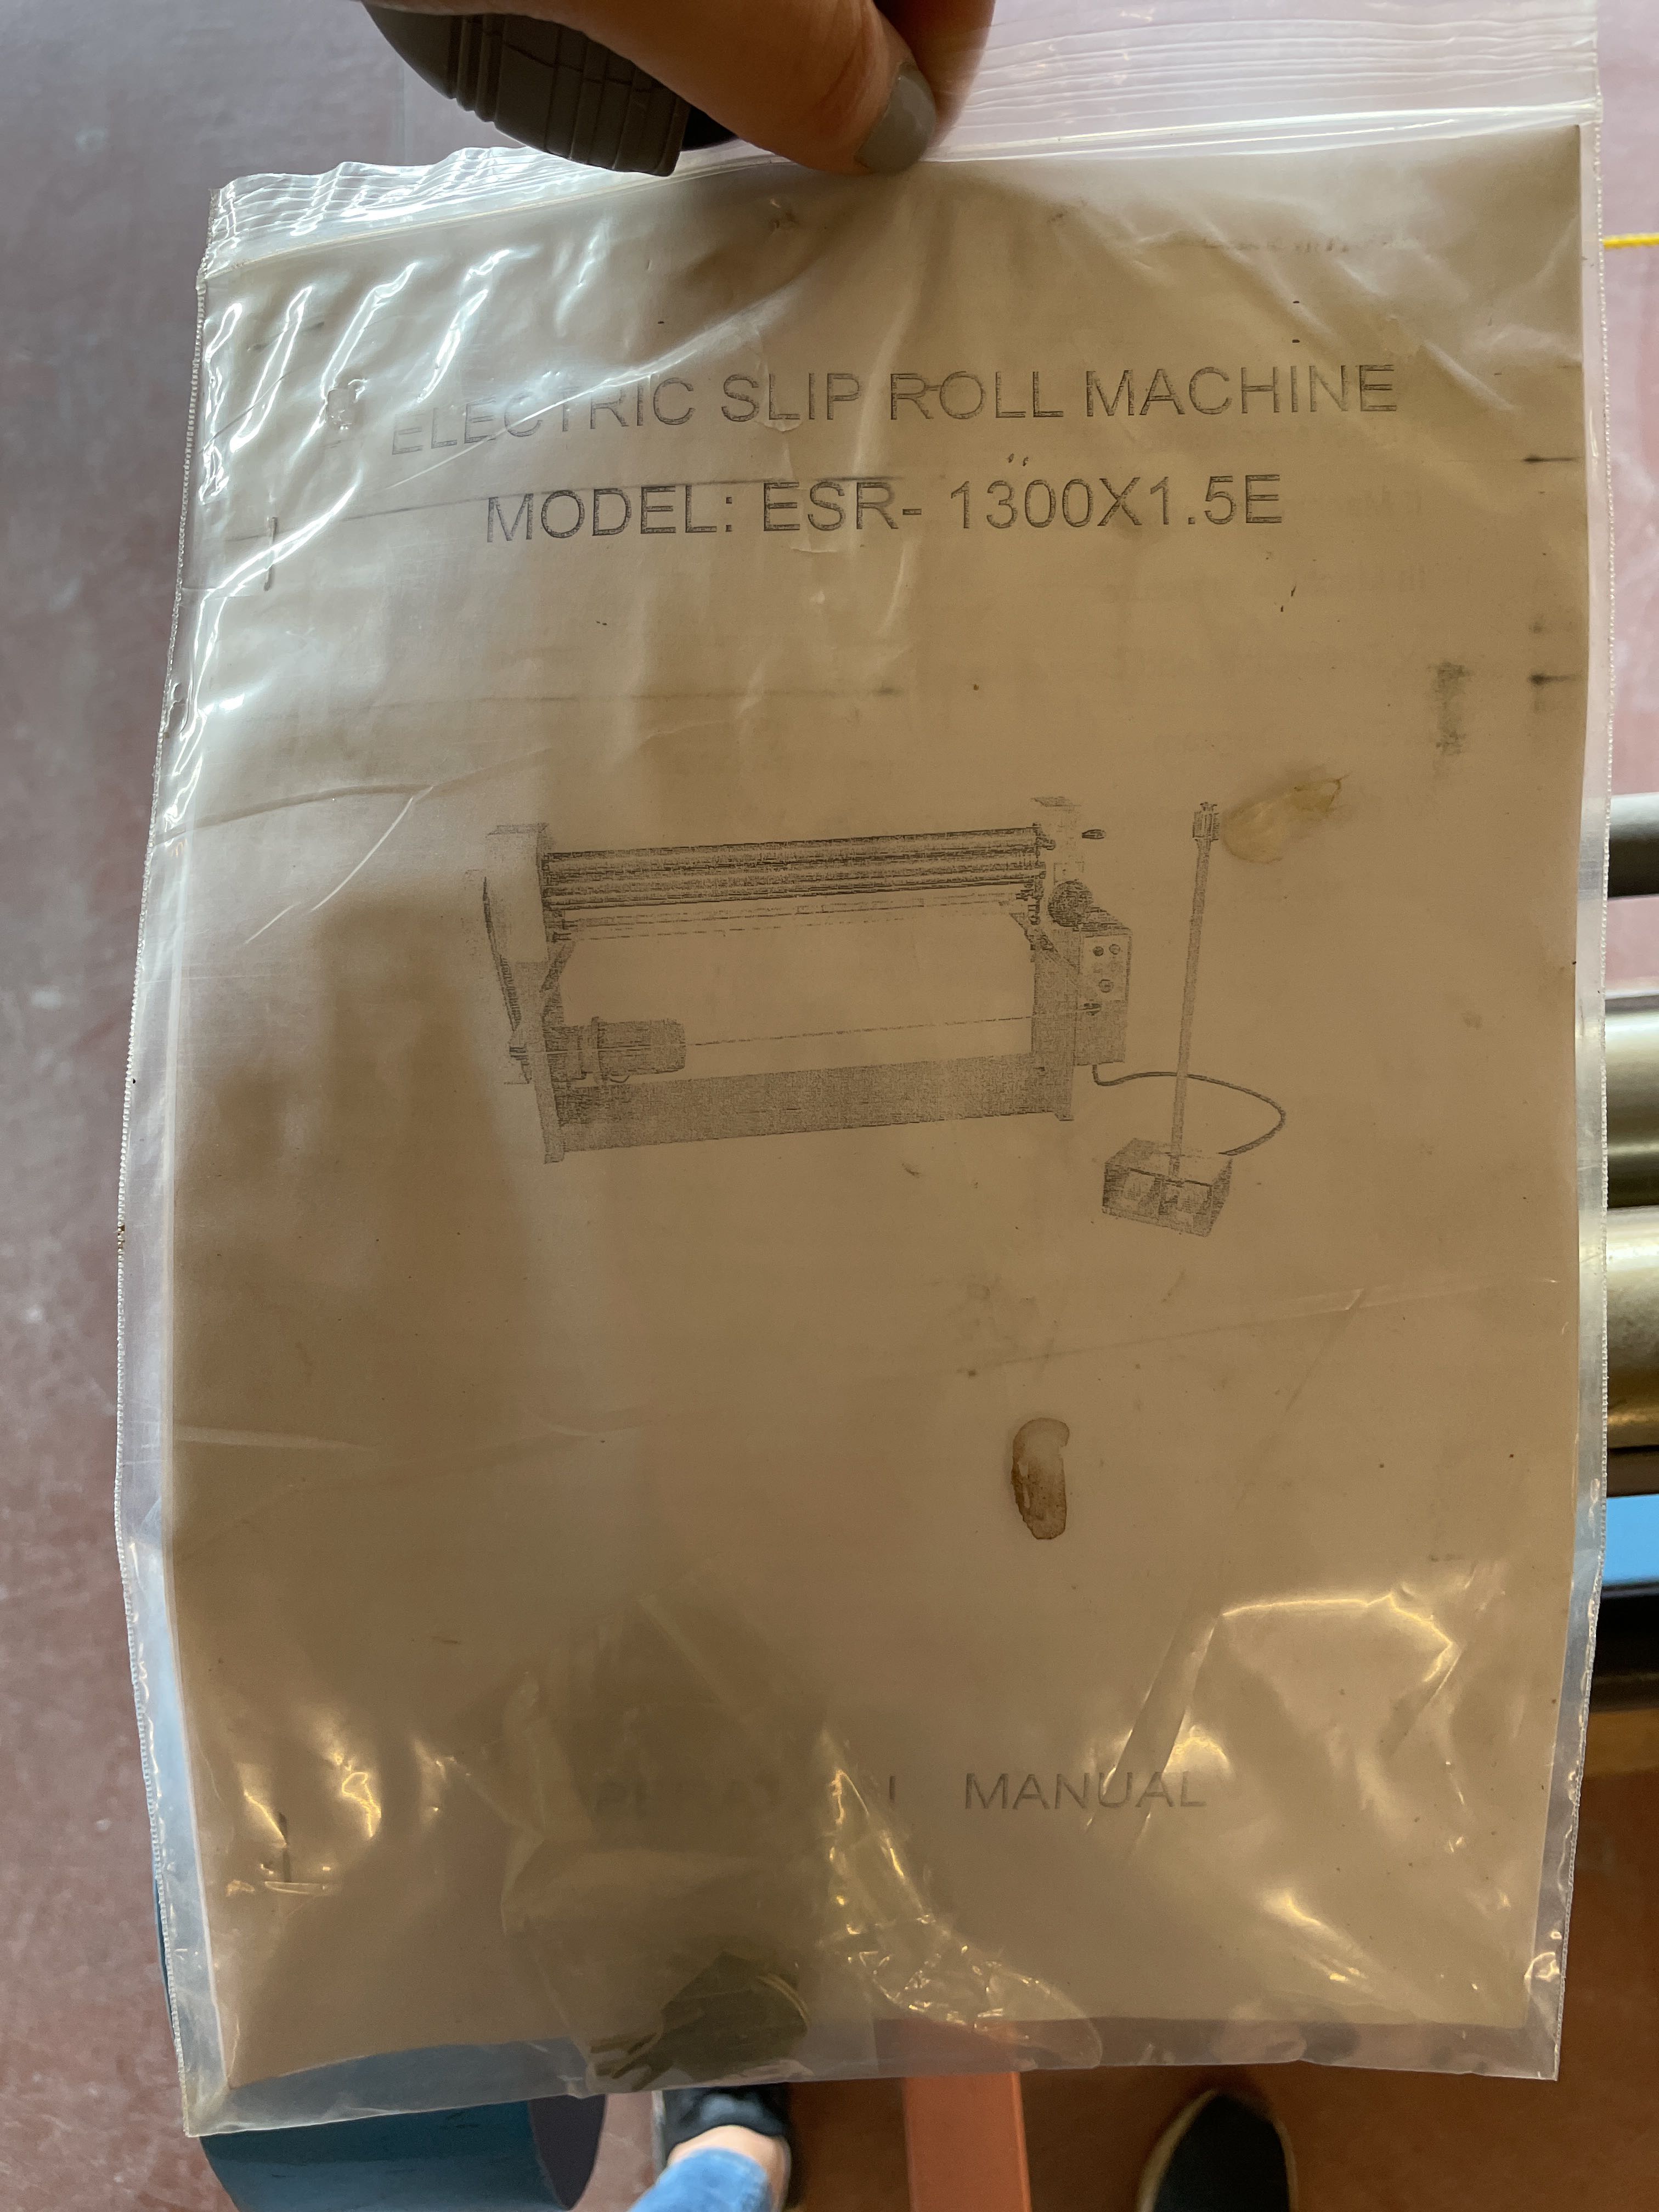 ELECTRIC SLIP ROLL MACHINE
MODEL: ESR- 1300X1.5E
MANUAL